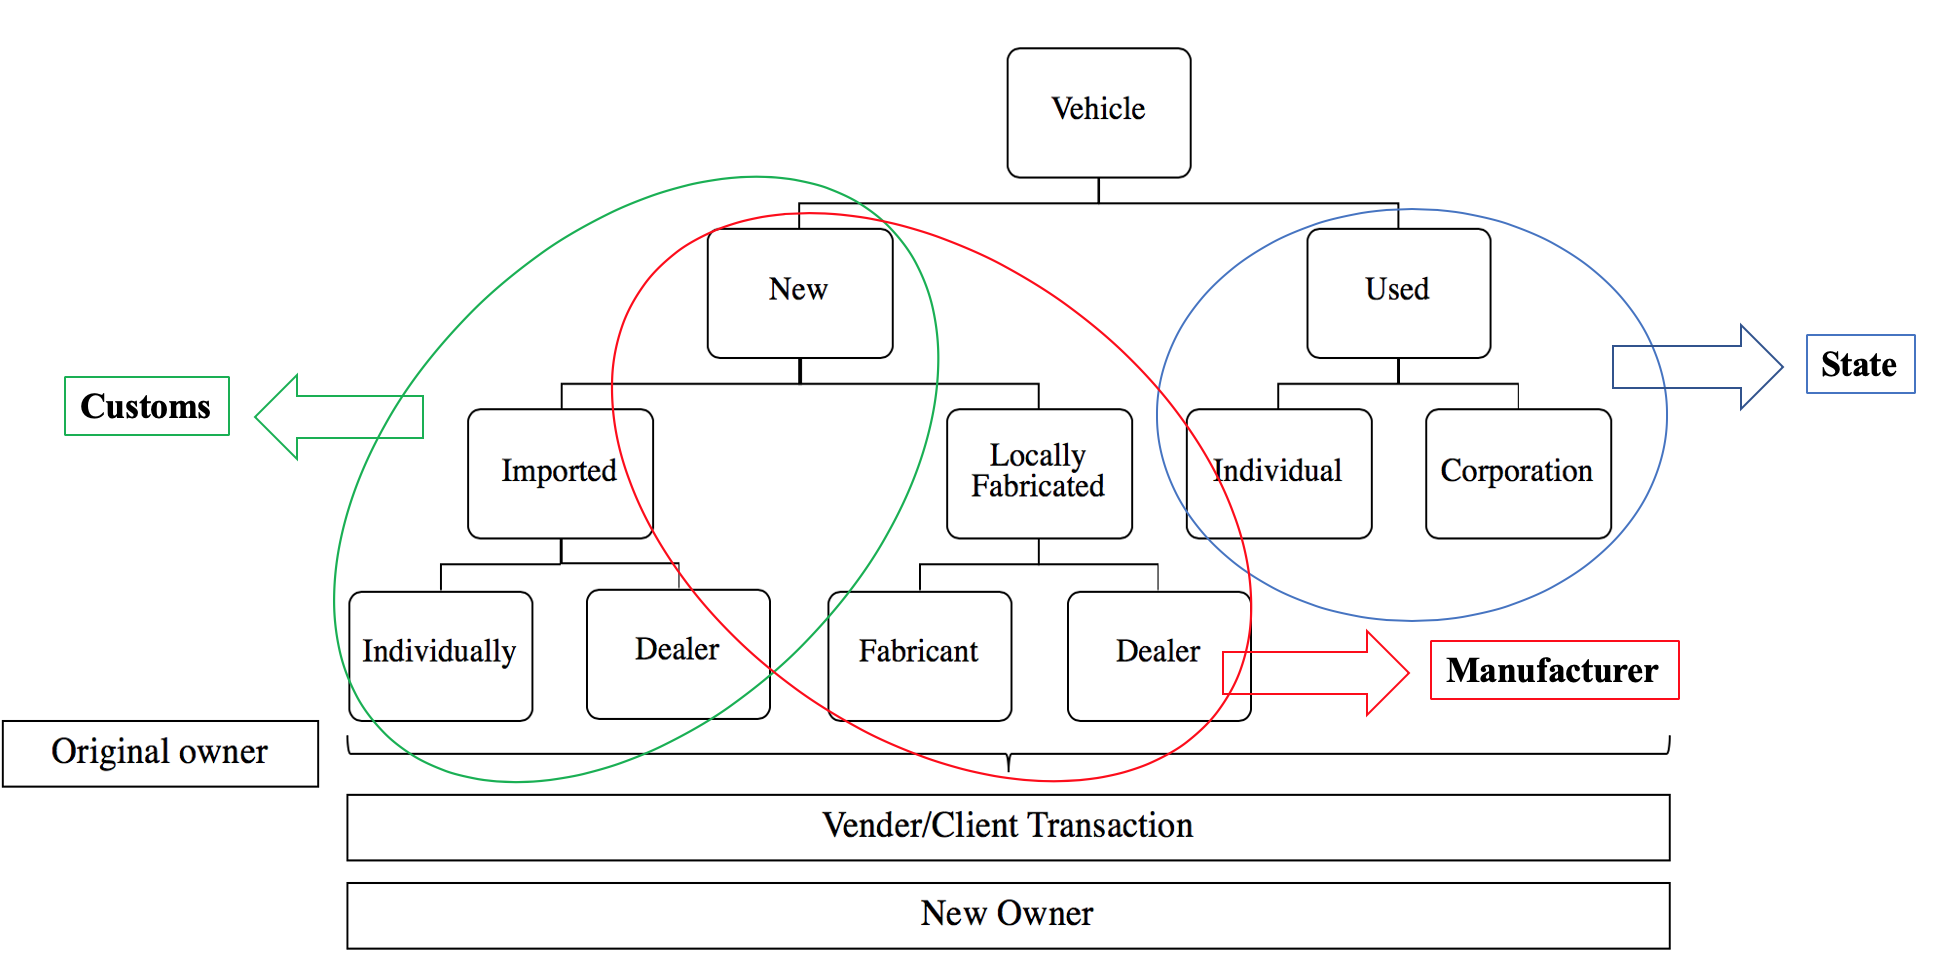 Vehicle
New
Used
State
Customs
Imported
Locally
Fabricated
Individual
Corporation
Individually
Dealer
Fabricant
Dealer
Manufacturer
Original owner
Vender/Client Transaction
New Owner